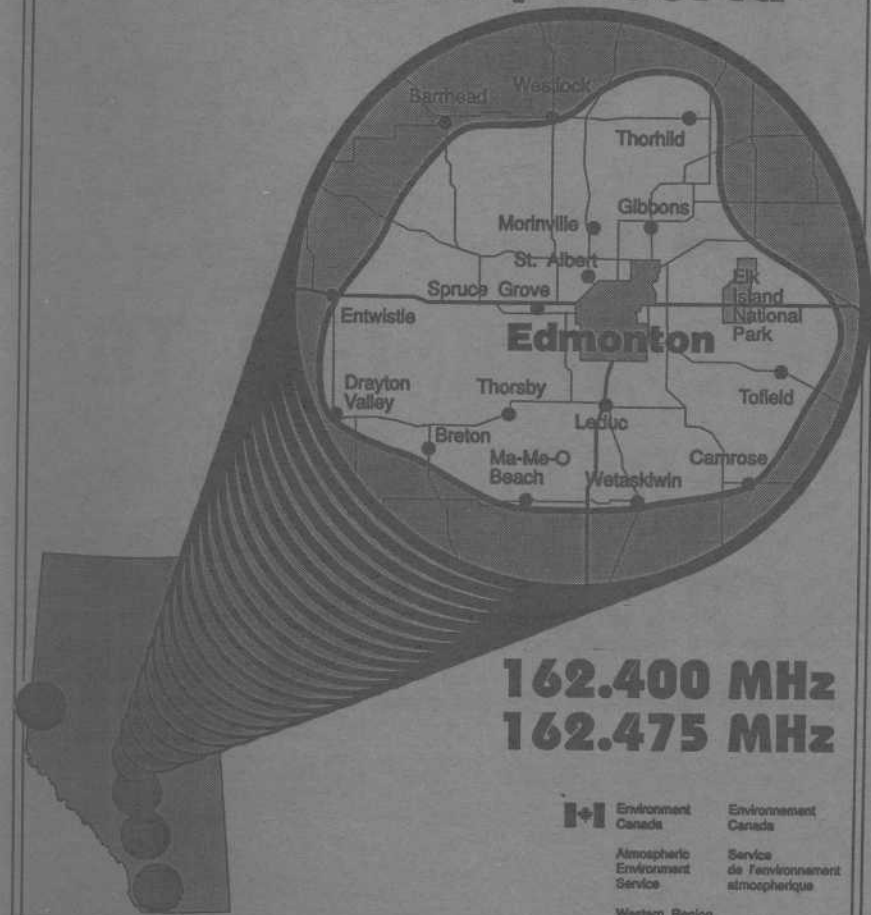 Barrhead
Westlock
Thorhild
Morinville
Gibbons
St. Albert
Elk
Island
National
Park
Spruce Grove
Entwistle
Edmonton
Drayton
Valley
Thorsby
Tofield
Leduc
Breton
Ma-Me-O
Beach
Wetaskiwin
Camrose
162.400 MHz
162.475 MHz
Environment
Canada
Environnement
Canada
Atmospheric
Environment
Service
Service
de l'environnement
atmospherique
Western Region